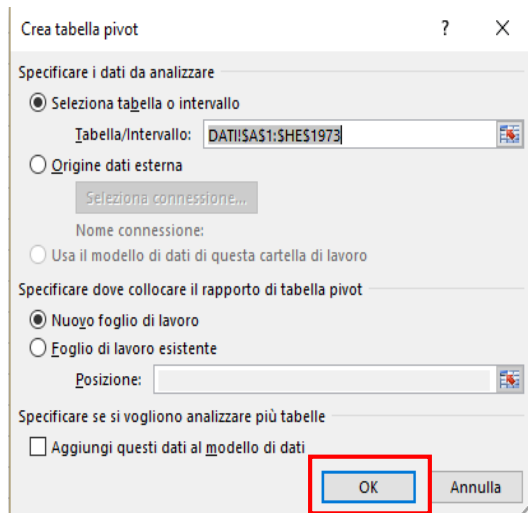 Crea tabella pivot ? ×
Specificare i dati da analizzare
Seleziona tabella o intervallo
Tabella/Intervallo: DATI!$A$1:$HE$1973
Origine dati esterna
Seleziona connessione...
Nome connessione:
Usa il modello di dati di questa cartella di lavoro
Specificare dove collocare il rapporto di tabella pivot
Nuovo foglio di lavoro
Foglio di lavoro esistente
Posizione:
Specificare se si vogliono analizzare più tabelle
Aggiungi questi dati al modello di dati
OK Annulla